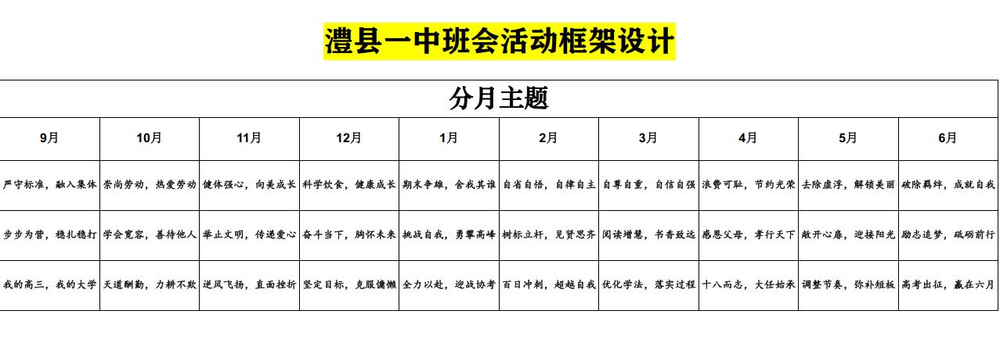 澧县一中班会活动框架设计
分月主题
9月 10月 11月 12月 1月 2月 3月 4月 5月 6月
严守标准，融入集体 崇尚劳动，热爱劳动 健体强心，向美成长 科学饮食，健康成长 期末争雄，舍我其谁 自省自悟，自律自主 自尊自重，自信自强 浪费可耻，节约光荣 去除虚浮，解锁美丽 破除羁绊，成就自我
步步为营，稳扎稳打 学会宽容，善待他人 举止文明，传递爱心 奋斗当下，胸怀未来 挑战自我，勇攀高峰 树标立杆，见贤思齐 阅读增慧，书香致远 感恩父母，孝行天下 敞开心扉，迎接阳光 励志追梦，砥砺前行
我的高三，我的大学 天道酬勤，力耕不欺 逆风飞扬，直面挫折 坚定目标，克服慵懒 全力以赴，迎战协考 百日冲刺，超越自我 优化学法，落实过程 十八而志，大任始承 调整节奏，弥补短板 高考出征，赢在六月